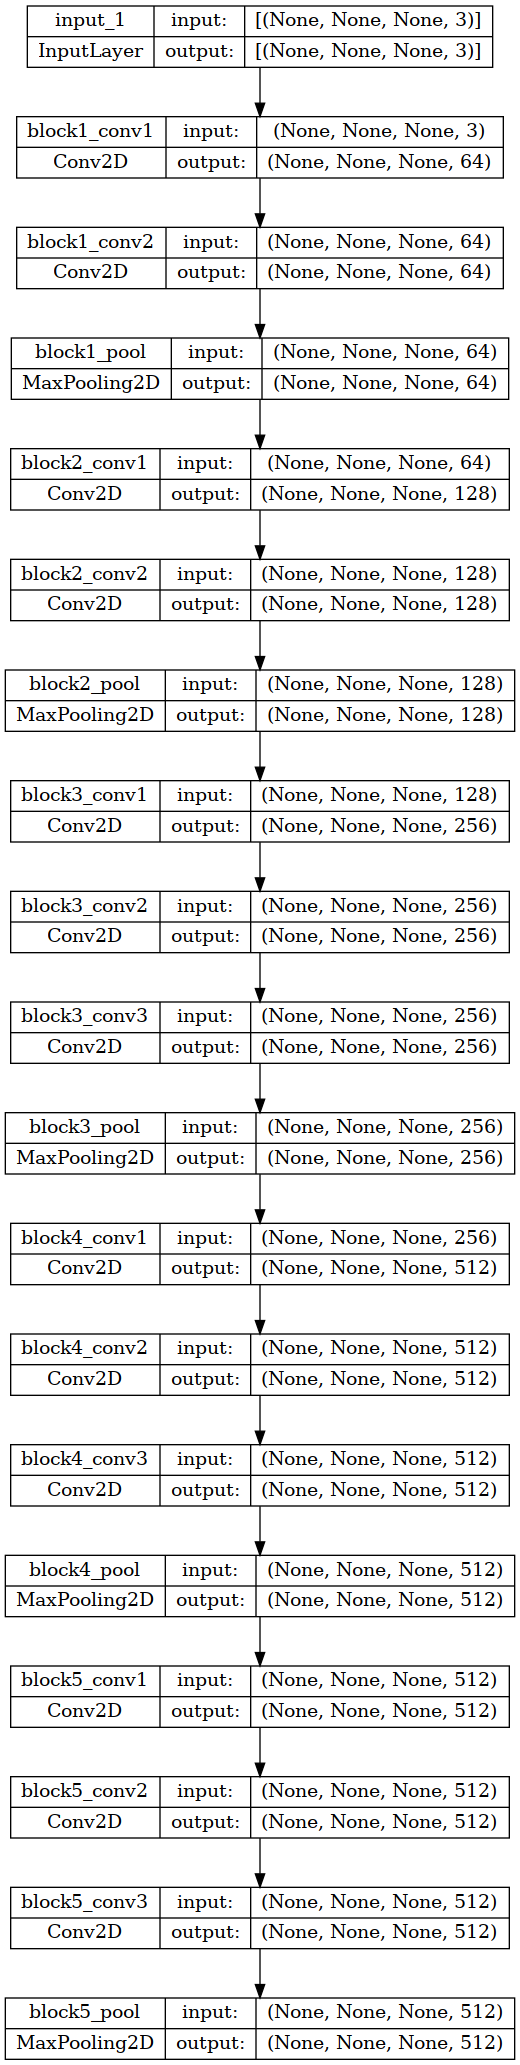 input_1 input: [(None, None, None, 3)]
InputLayer output: [(None, None, None, 3)]
block1_conv1 input: (None, None, None, 3)
Conv2D output: (None, None, None, 64)
block1_conv2 input: (None, None, None, 64)
Conv2D output: (None, None, None, 64)
block1_pool input: (None, None, None, 64)
MaxPooling2D output: (None, None, None, 64)
block2_conv1 input: (None, None, None, 64)
Conv2D output: (None, None, None, 128)
block2_conv2 input: (None, None, None, 128)
Conv2D output: (None, None, None, 128)
block2_pool input: (None, None, None, 128)
MaxPooling2D output: (None, None, None, 128)
block3_conv1 input: (None, None, None, 128)
Conv2D output: (None, None, None, 256)
block3_conv2 input: (None, None, None, 256)
Conv2D output: (None, None, None, 256)
block3_conv3 input: (None, None, None, 256)
Conv2D output: (None, None, None, 256)
block3_pool input: (None, None, None, 256)
MaxPooling2D output: (None, None, None, 256)
block4_conv1 input: (None, None, None, 256)
Conv2D output: (None, None, None, 512)
block4_conv2 input: (None, None, None, 512)
Conv2D output: (None, None, None, 512)
block4_conv3 input: (None, None, None, 512)
Conv2D output: (None, None, None, 512)
block4_pool input: (None, None, None, 512)
MaxPooling2D output: (None, None, None, 512)
block5_conv1 input: (None, None, None, 512)
Conv2D output: (None, None, None, 512)
block5_conv2 input: (None, None, None, 512)
Conv2D output: (None, None, None, 512)
block5_conv3 input: (None, None, None, 512)
Conv2D output: (None, None, None, 512)
block5_pool input: (None, None, None, 512)
MaxPooling2D output: (None, None, None, 512)